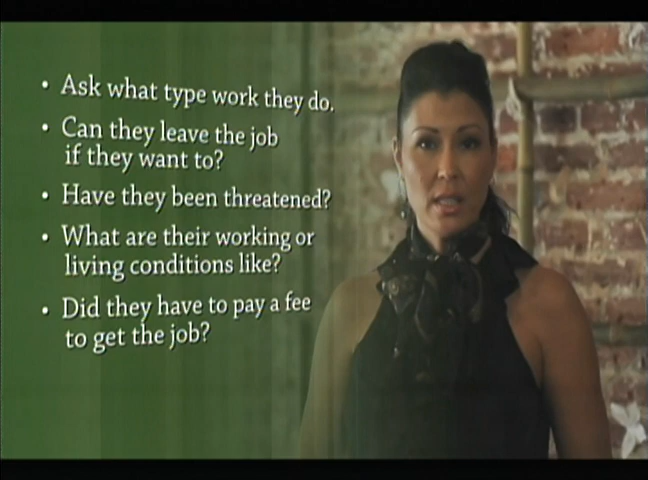 • Ask what type work they do.
• Can they leave the job
if they want to?
• Have they been threatened?
• What are their working or
living conditions like?
• Did they have to pay a fee
to get the job?